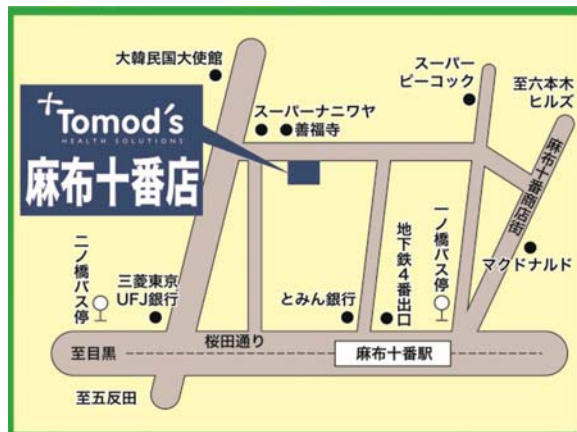 大韓民国大使館
スーパー
ピーコック
至六本木
ヒルズ
Tomod's
HEALTH SOLUTIONS
麻布十番店
スーパーナニワヤ
善福寺
麻布十番商店街
二ノ橋バス停
三菱東京
UFJ銀行
とみん銀行
地下鉄4番出口
一ノ橋バス停
マクドナルド
桜田通り
至目黒
麻布十番駅
至五反田